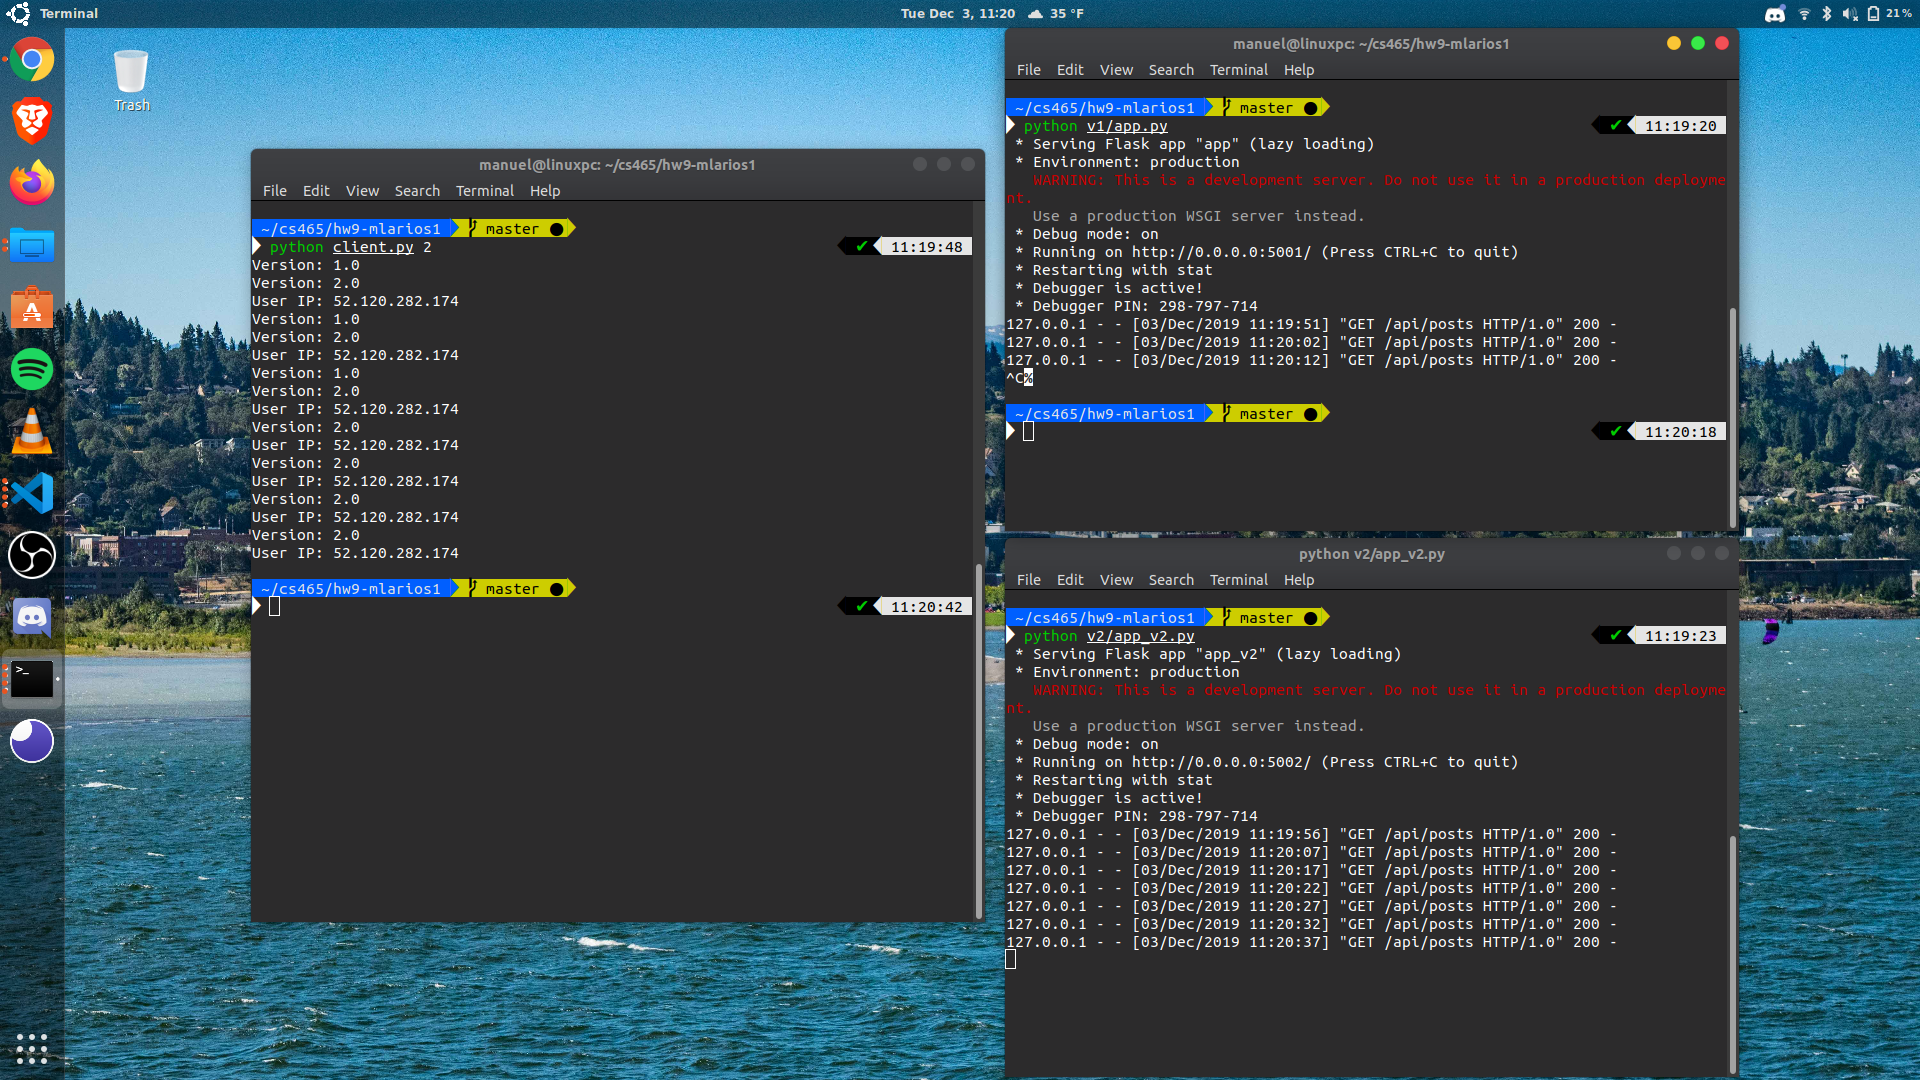 Terminal
Tue Dec 3, 11:20
35 °F
21 %
Trash
manuel@linuxpc: ~/cs465/hw9-mlarios1
File Edit View Search Terminal Help
~/cs465/hw9-mlarios1 master ●
python client.py 2 ✔ 11:19:48
Version: 1.0
Version: 2.0
User IP: 52.120.282.174
Version: 1.0
Version: 2.0
User IP: 52.120.282.174
Version: 1.0
Version: 2.0
User IP: 52.120.282.174
Version: 2.0
User IP: 52.120.282.174
Version: 2.0
User IP: 52.120.282.174
Version: 2.0
User IP: 52.120.282.174
Version: 2.0
User IP: 52.120.282.174
~/cs465/hw9-mlarios1 master ●
✔ 11:20:42
manuel@linuxpc: ~/cs465/hw9-mlarios1
File Edit View Search Terminal Help
~/cs465/hw9-mlarios1 master ●
python v1/app.py ✔ 11:19:20
* Serving Flask app "app" (lazy loading)
* Environment: production
WARNING: This is a development server. Do not use it in a production deployme
nt.
Use a production WSGI server instead.
* Debug mode: on
* Running on http://0.0.0.0:5001/ (Press CTRL+C to quit)
* Restarting with stat
* Debugger is active!
* Debugger PIN: 298-797-714
127.0.0.1 - - [03/Dec/2019 11:19:51] "GET /api/posts HTTP/1.0" 200 -
127.0.0.1 - - [03/Dec/2019 11:20:02] "GET /api/posts HTTP/1.0" 200 -
127.0.0.1 - - [03/Dec/2019 11:20:12] "GET /api/posts HTTP/1.0" 200 -
^C%
~/cs465/hw9-mlarios1 master ●
✔ 11:20:18
python v2/app_v2.py
File Edit View Search Terminal Help
~/cs465/hw9-mlarios1 master ●
python v2/app_v2.py ✔ 11:19:23
* Serving Flask app "app_v2" (lazy loading)
* Environment: production
WARNING: This is a development server. Do not use it in a production deployme
nt.
Use a production WSGI server instead.
* Debug mode: on
* Running on http://0.0.0.0:5002/ (Press CTRL+C to quit)
* Restarting with stat
* Debugger is active!
* Debugger PIN: 298-797-714
127.0.0.1 - - [03/Dec/2019 11:19:56] "GET /api/posts HTTP/1.0" 200 -
127.0.0.1 - - [03/Dec/2019 11:20:07] "GET /api/posts HTTP/1.0" 200 -
127.0.0.1 - - [03/Dec/2019 11:20:17] "GET /api/posts HTTP/1.0" 200 -
127.0.0.1 - - [03/Dec/2019 11:20:22] "GET /api/posts HTTP/1.0" 200 -
127.0.0.1 - - [03/Dec/2019 11:20:27] "GET /api/posts HTTP/1.0" 200 -
127.0.0.1 - - [03/Dec/2019 11:20:32] "GET /api/posts HTTP/1.0" 200 -
127.0.0.1 - - [03/Dec/2019 11:20:37] "GET /api/posts HTTP/1.0" 200 -